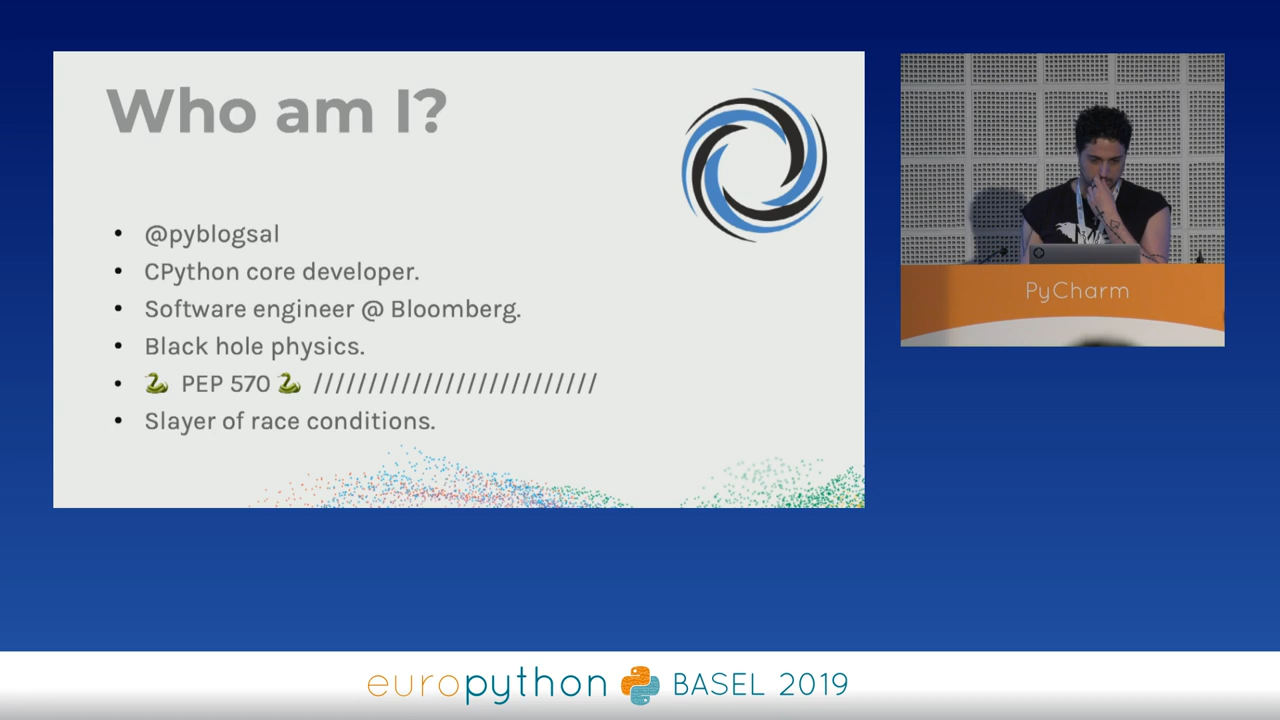 Who am I?
@pyblogsal
CPython core developer.
Software engineer @ Bloomberg.
Black hole physics.
🐍 PEP 570 🐍 //////////////////////////
Slayer of race conditions.
PyCharm
europython BASEL 2019